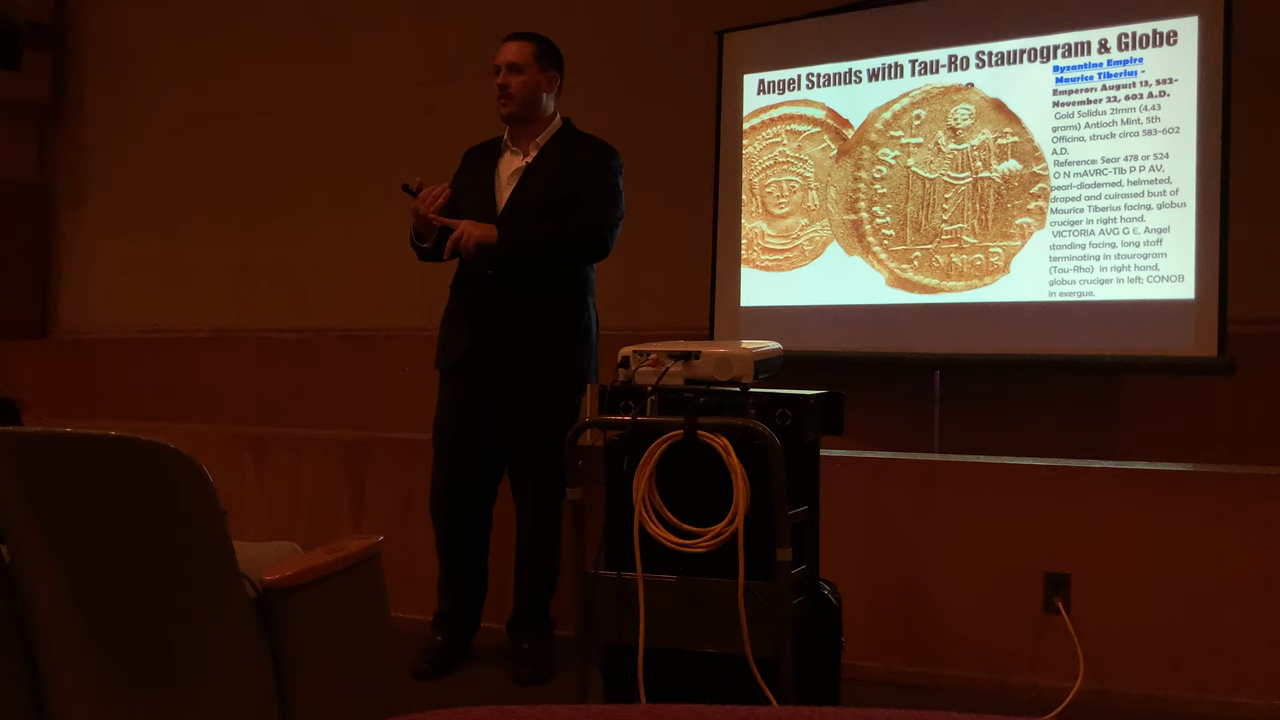 Angel Stands with Tau-Ro Staurogram & Globe
Byzantine Empire
Maurice Tiberius -
Emperor: August 13, 582-
November 22, 602 A.D.
Gold Solidus 21mm (4.43
grams) Antioch Mint, 5th
Officina, struck circa 583-602
A.D.
Reference: Sear 478 or 524
O N mAVRC-TIb P P AV,
pearl-diademed, helmeted,
draped and cuirassed bust of
Maurice Tiberius facing, globus
cruciger in right hand.
VICTORIA AVG G Є, Angel
standing facing, long staff
terminating in staurogram
(Tau-Rho) in right hand,
globus cruciger in left; CONOB
in exergue.